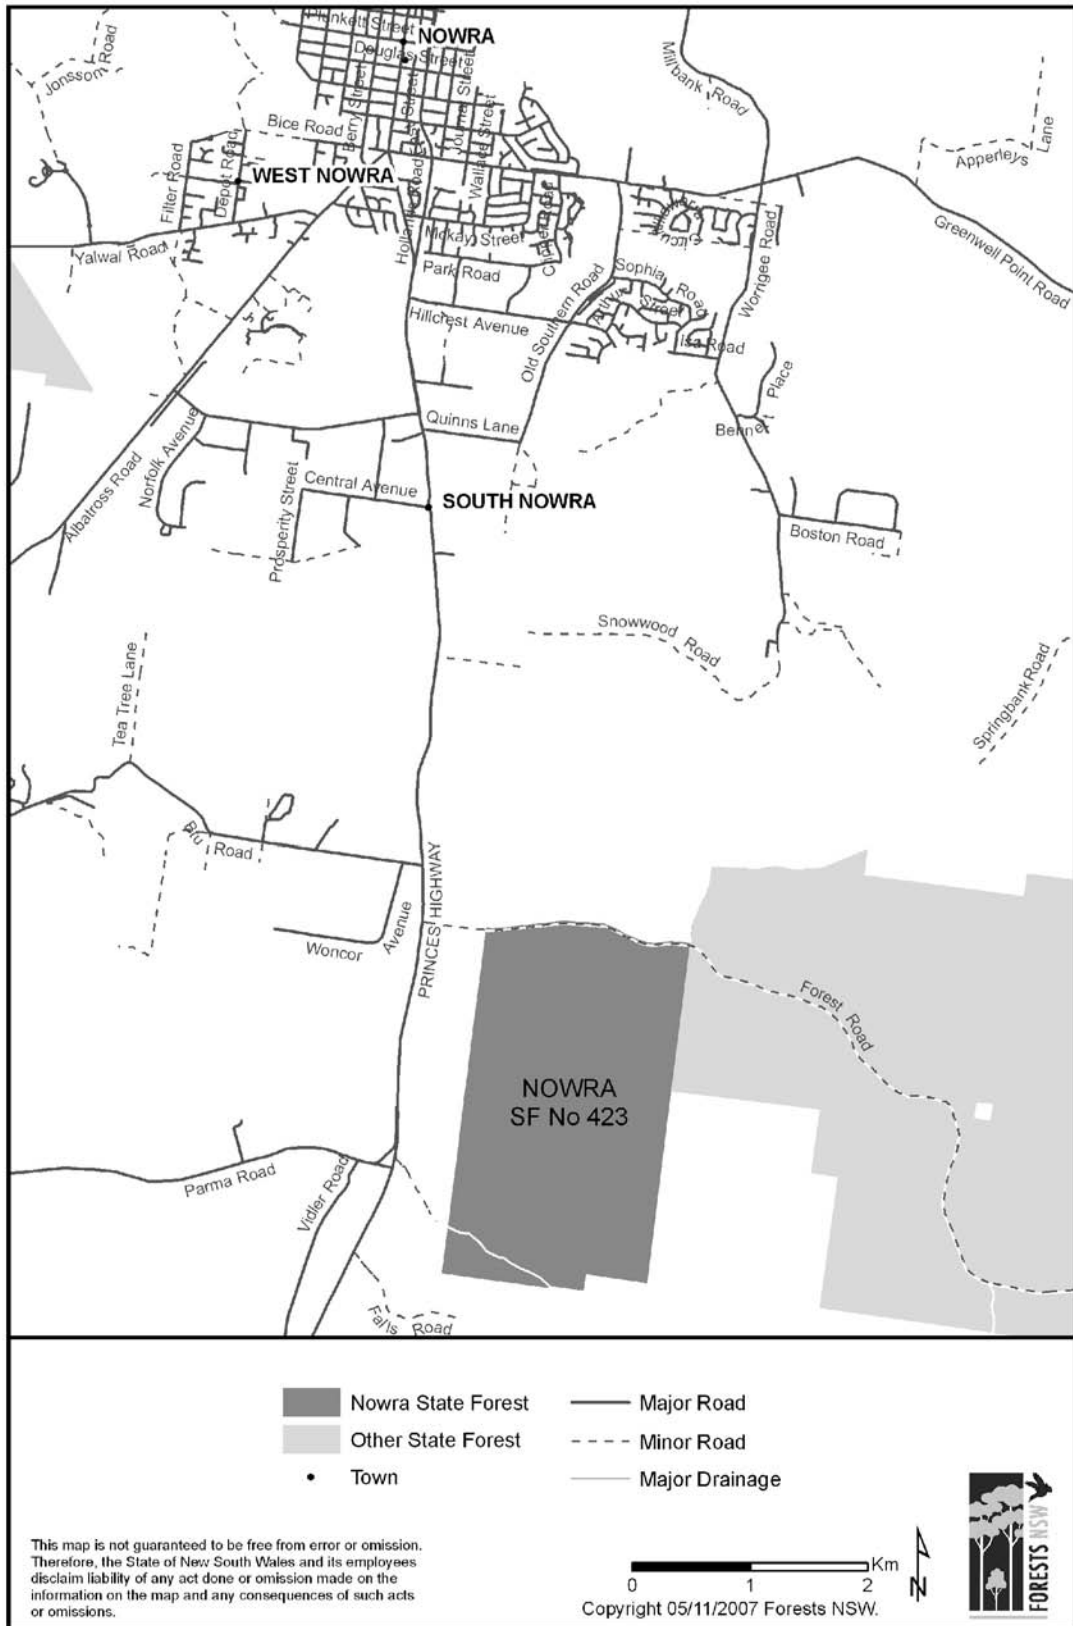 Plunkett Street
NOWRA
Douglas Street
Jonsson Road
Millbank Road
Berry Street
East Street
Journal Street
Wallace Street
Bice Road
Apperleys Lane
WEST NOWRA
Filter Road
Depot Road
Yalwal Road
Greenwell Point Road
McKay Street
Park Road
Sophia Road
Worrigee Road
Hillcrest Avenue
Arthur Street
Old Southern Road
Isa Road
Bennett Place
Quinns Lane
Norfolk Avenue
Albatross Road
Central Avenue
Prosperity Street
SOUTH NOWRA
Boston Road
Snowwood Road
Tea Tree Lane
Springbank Road
Btu Road
PRINCES HIGHWAY
Woncor Avenue
Forest Road
NOWRA
SF No 423
Parma Road
Vidler Road
Falls Road
Nowra State Forest
Major Road
Other State Forest
Minor Road
Town
Major Drainage
This map is not guaranteed to be free from error or omission.
Therefore, the State of New South Wales and its employees
disclaim liability of any act done or omission made on the
information on the map and any consequences of such acts
or omissions.
Km
0 1 2
Copyright 05/11/2007 Forests NSW.
N
FORESTS NSW